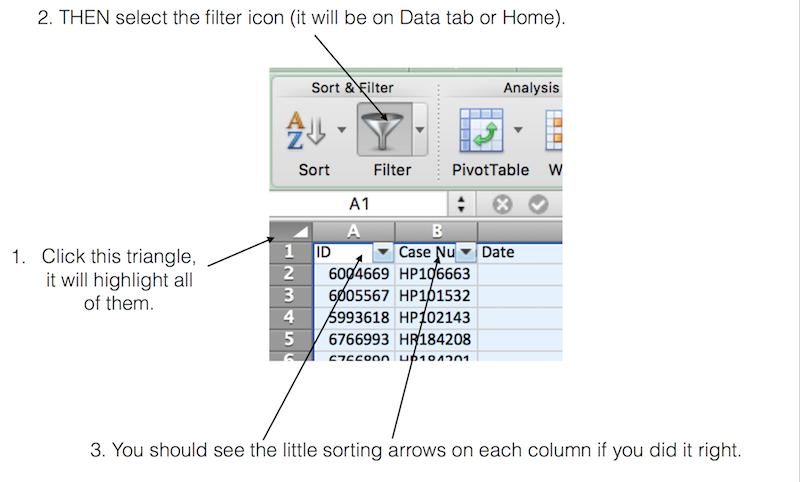 2. THEN select the filter icon (it will be on Data tab or Home).
Sort & Filter
Analysis
Sort
Filter
PivotTable
W
A1
A
B
1. Click this triangle,
it will highlight all
of them.
1 ID Case Nu Date
2 6004669 HP106663
3 6005567 HP101532
4 5993618 HP102143
5 6766993 HR184208
6 6766890 HR184201
3. You should see the little sorting arrows on each column if you did it right.